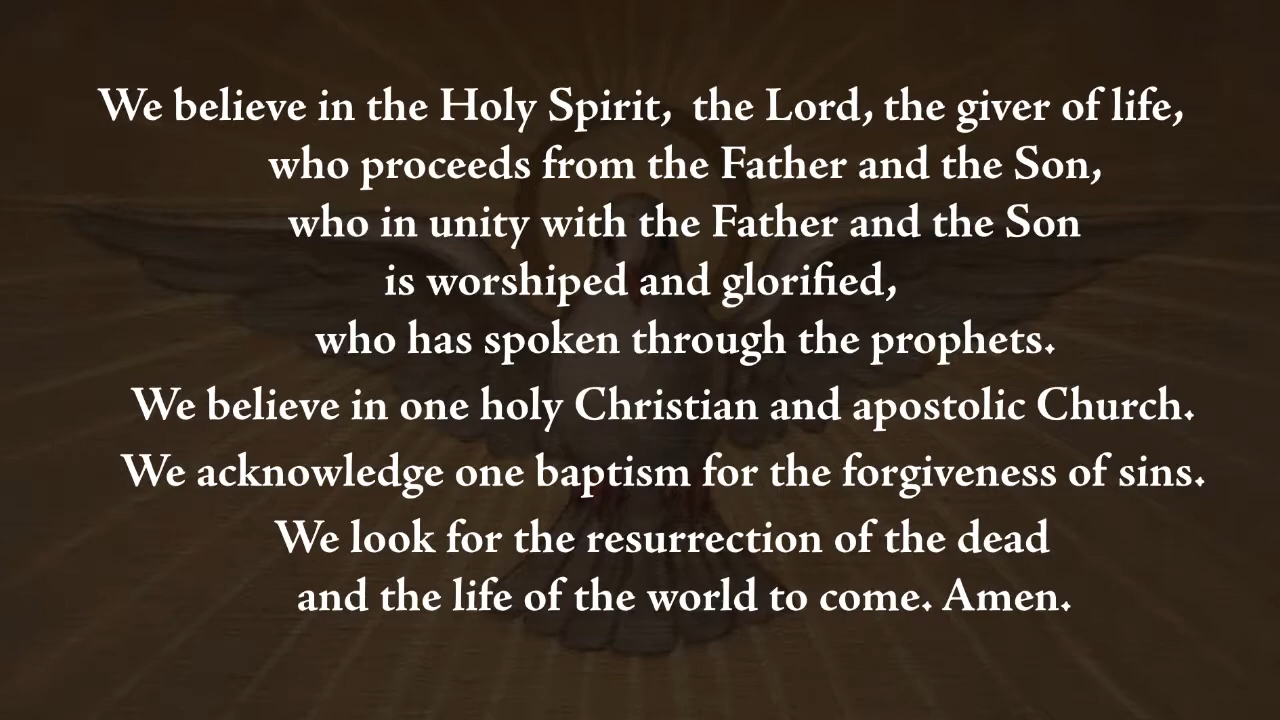 We believe in the Holy Spirit, the Lord, the giver of life,
who proceeds from the Father and the Son,
who in unity with the Father and the Son
is worshiped and glorified,
who has spoken through the prophets.
We believe in one holy Christian and apostolic Church.
We acknowledge one baptism for the forgiveness of sins.
We look for the resurrection of the dead
and the life of the world to come. Amen.